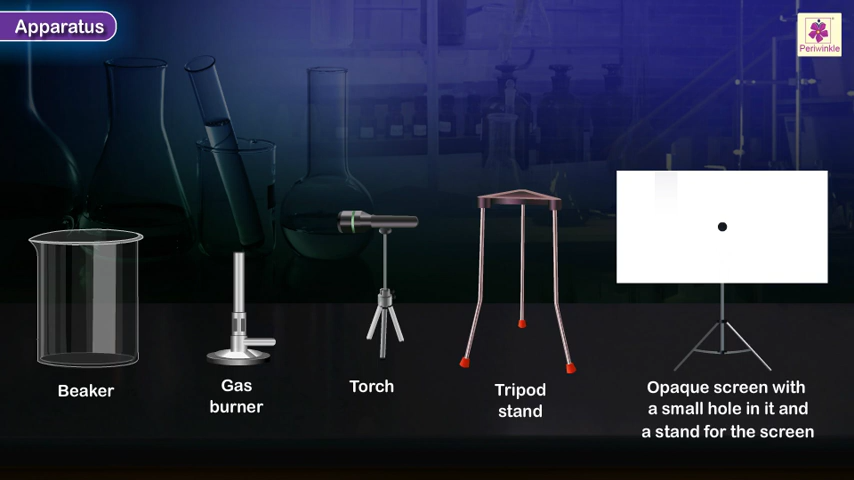 Apparatus
Periwinkle
Beaker
Gas
burner
Torch
Tripod
stand
Opaque screen with
a small hole in it and
a stand for the screen